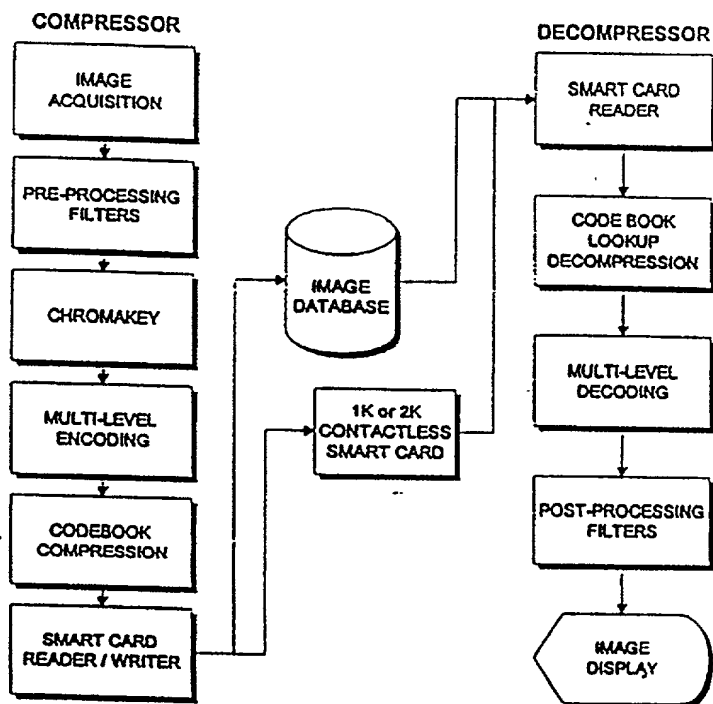 COMPRESSOR
IMAGE
ACQUISITION
PRE-PROCESSING
FILTERS
CHROMAKEY
MULTI-LEVEL
ENCODING
CODEBOOK
COMPRESSION
SMART CARD
READER / WRITER
IMAGE
DATABASE
1K or 2K
CONTACTLESS
SMART CARD
DECOMPRESSOR
SMART CARD
READER
CODE BOOK
LOOKUP
DECOMPRESSION
MULTI-LEVEL
DECODING
POST-PROCESSING
FILTERS
IMAGE
DISPLAY